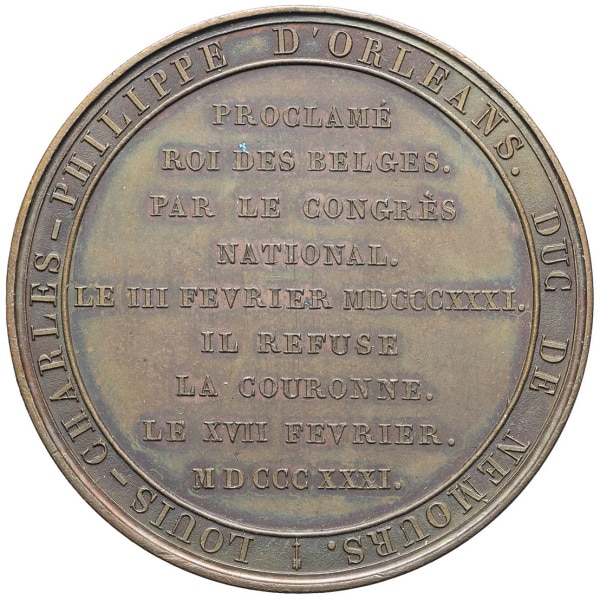 LOUIS-CHARLES-PHILIPPE D'ORLEANS. DUC DE NEMOURS.
PROCLAMÉ
ROI DES BELGES.
PAR LE CONGRÈS
NATIONAL.
LE III FEVRIER MDCCCXXXI.
IL REFUSE
LA COURONNE.
LE XVII FEVRIER.
MDCCCXXXI.